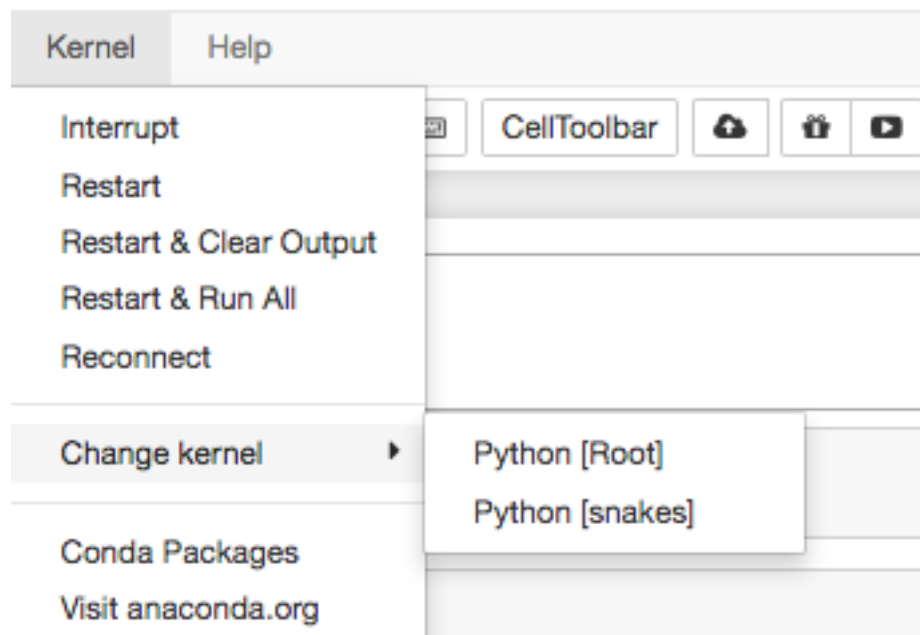 Kernel Help
Interrupt
CellToolbar
Restart
Restart & Clear Output
Restart & Run All
Reconnect
Change kernel
Python [Root]
Python [snakes]
Conda Packages
Visit anaconda.org